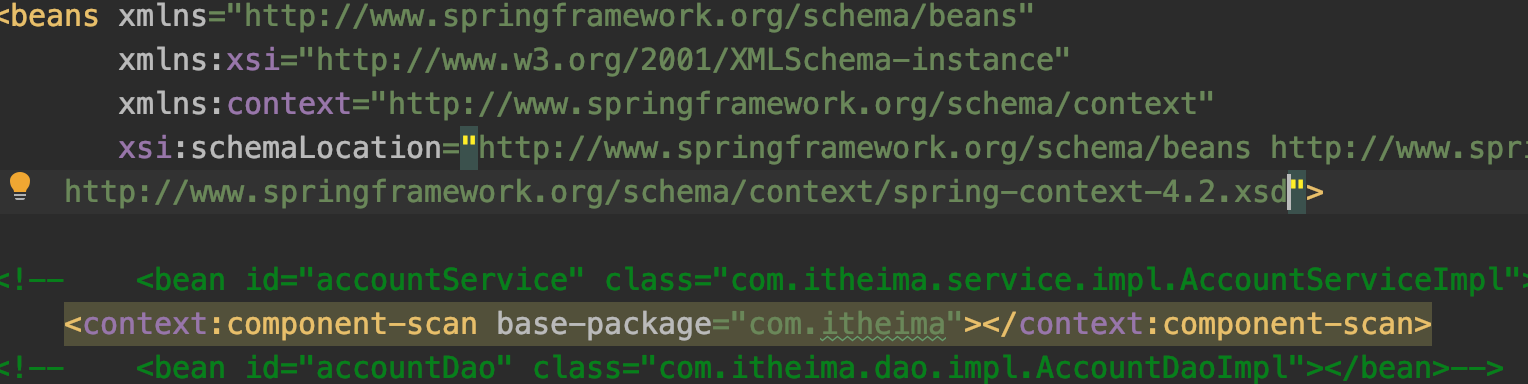 <beans xmlns="http://www.springframework.org/schema/beans"
xmlns:xsi="http://www.w3.org/2001/XMLSchema-instance"
xmlns:context="http://www.springframework.org/schema/context"
xsi:schemaLocation="http://www.springframework.org/schema/beans http://www.spri
http://www.springframework.org/schema/context/spring-context-4.2.xsd">
<!-- <bean id="accountService" class="com.itheima.service.impl.AccountServiceImpl">
<context:component-scan base-package="com.itheima"></context:component-scan>
<!-- <bean id="accountDao" class="com.itheima.dao.impl.AccountDaoImpl"></bean>-->